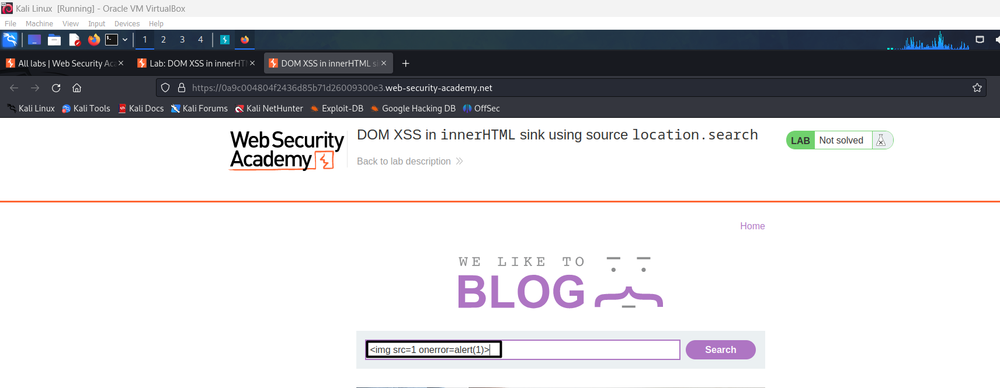 Kali Linux [Running] - Oracle VM VirtualBox
File Machine View Input Devices Help
1 2 3 4
All labs | Web Security Ac
Lab: DOM XSS in innerHT
DOM XSS in innerHTML si
https://0a9c004804f2436d85b71d26009300e3.web-security-academy.net
Kali Linux Kali Tools Kali Docs Kali Forums Kali NetHunter Exploit-DB Google Hacking DB OffSec
WebSecurity
Academy
DOM XSS in innerHTML sink using source location.search
Back to lab description
LAB Not solved
Home
WE LIKE TO
BLOG
<img src=1 onerror=alert(1)>
Search